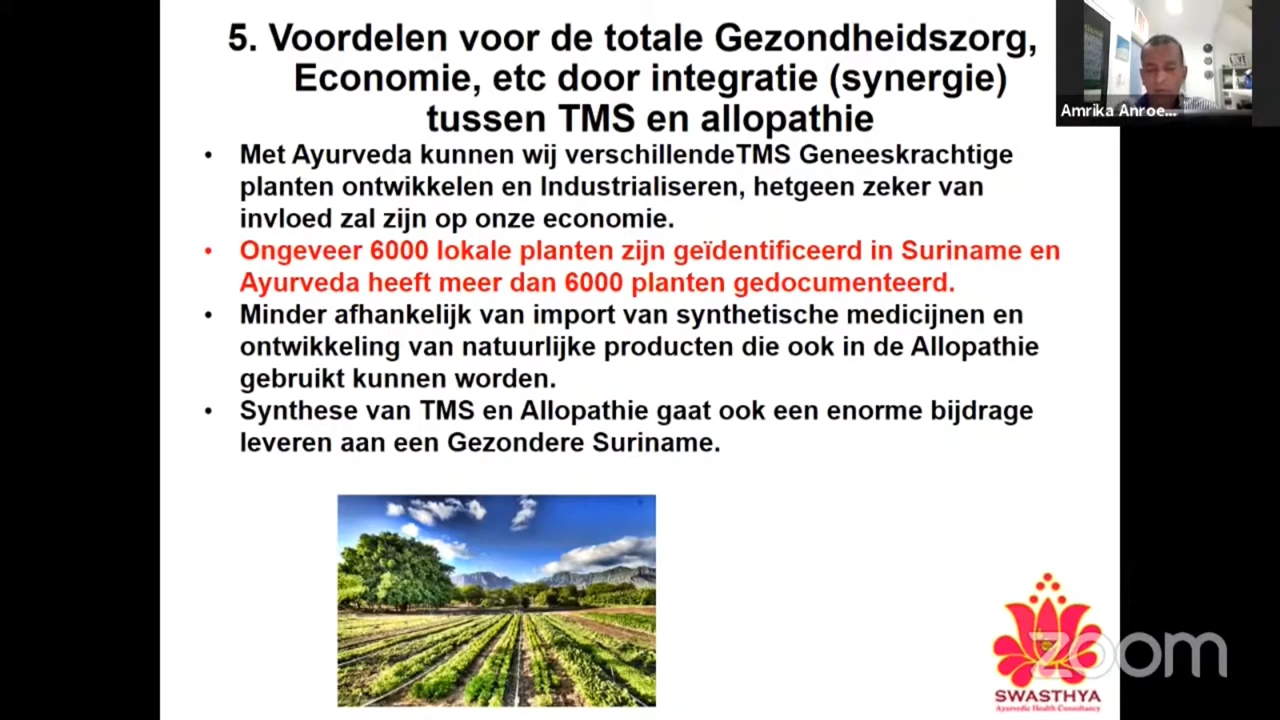 5. Voordelen voor de totale Gezondheidszorg,
Economie, etc door integratie (synergie)
tussen TMS en allopathie
Amrika Anroe...
• Met Ayurveda kunnen wij verschillendeTMS Geneeskrachtige
planten ontwikkelen en Industrialiseren, hetgeen zeker van
invloed zal zijn op onze economie.
• Ongeveer 6000 lokale planten zijn geïdentificeerd in Suriname en
Ayurveda heeft meer dan 6000 planten gedocumenteerd.
• Minder afhankelijk van import van synthetische medicijnen en
ontwikkeling van natuurlijke producten die ook in de Allopathie
gebruikt kunnen worden.
• Synthese van TMS en Allopathie gaat ook een enorme bijdrage
leveren aan een Gezondere Suriname.
zoom
SWASTHYA
Ayurvedic Health Consultancy